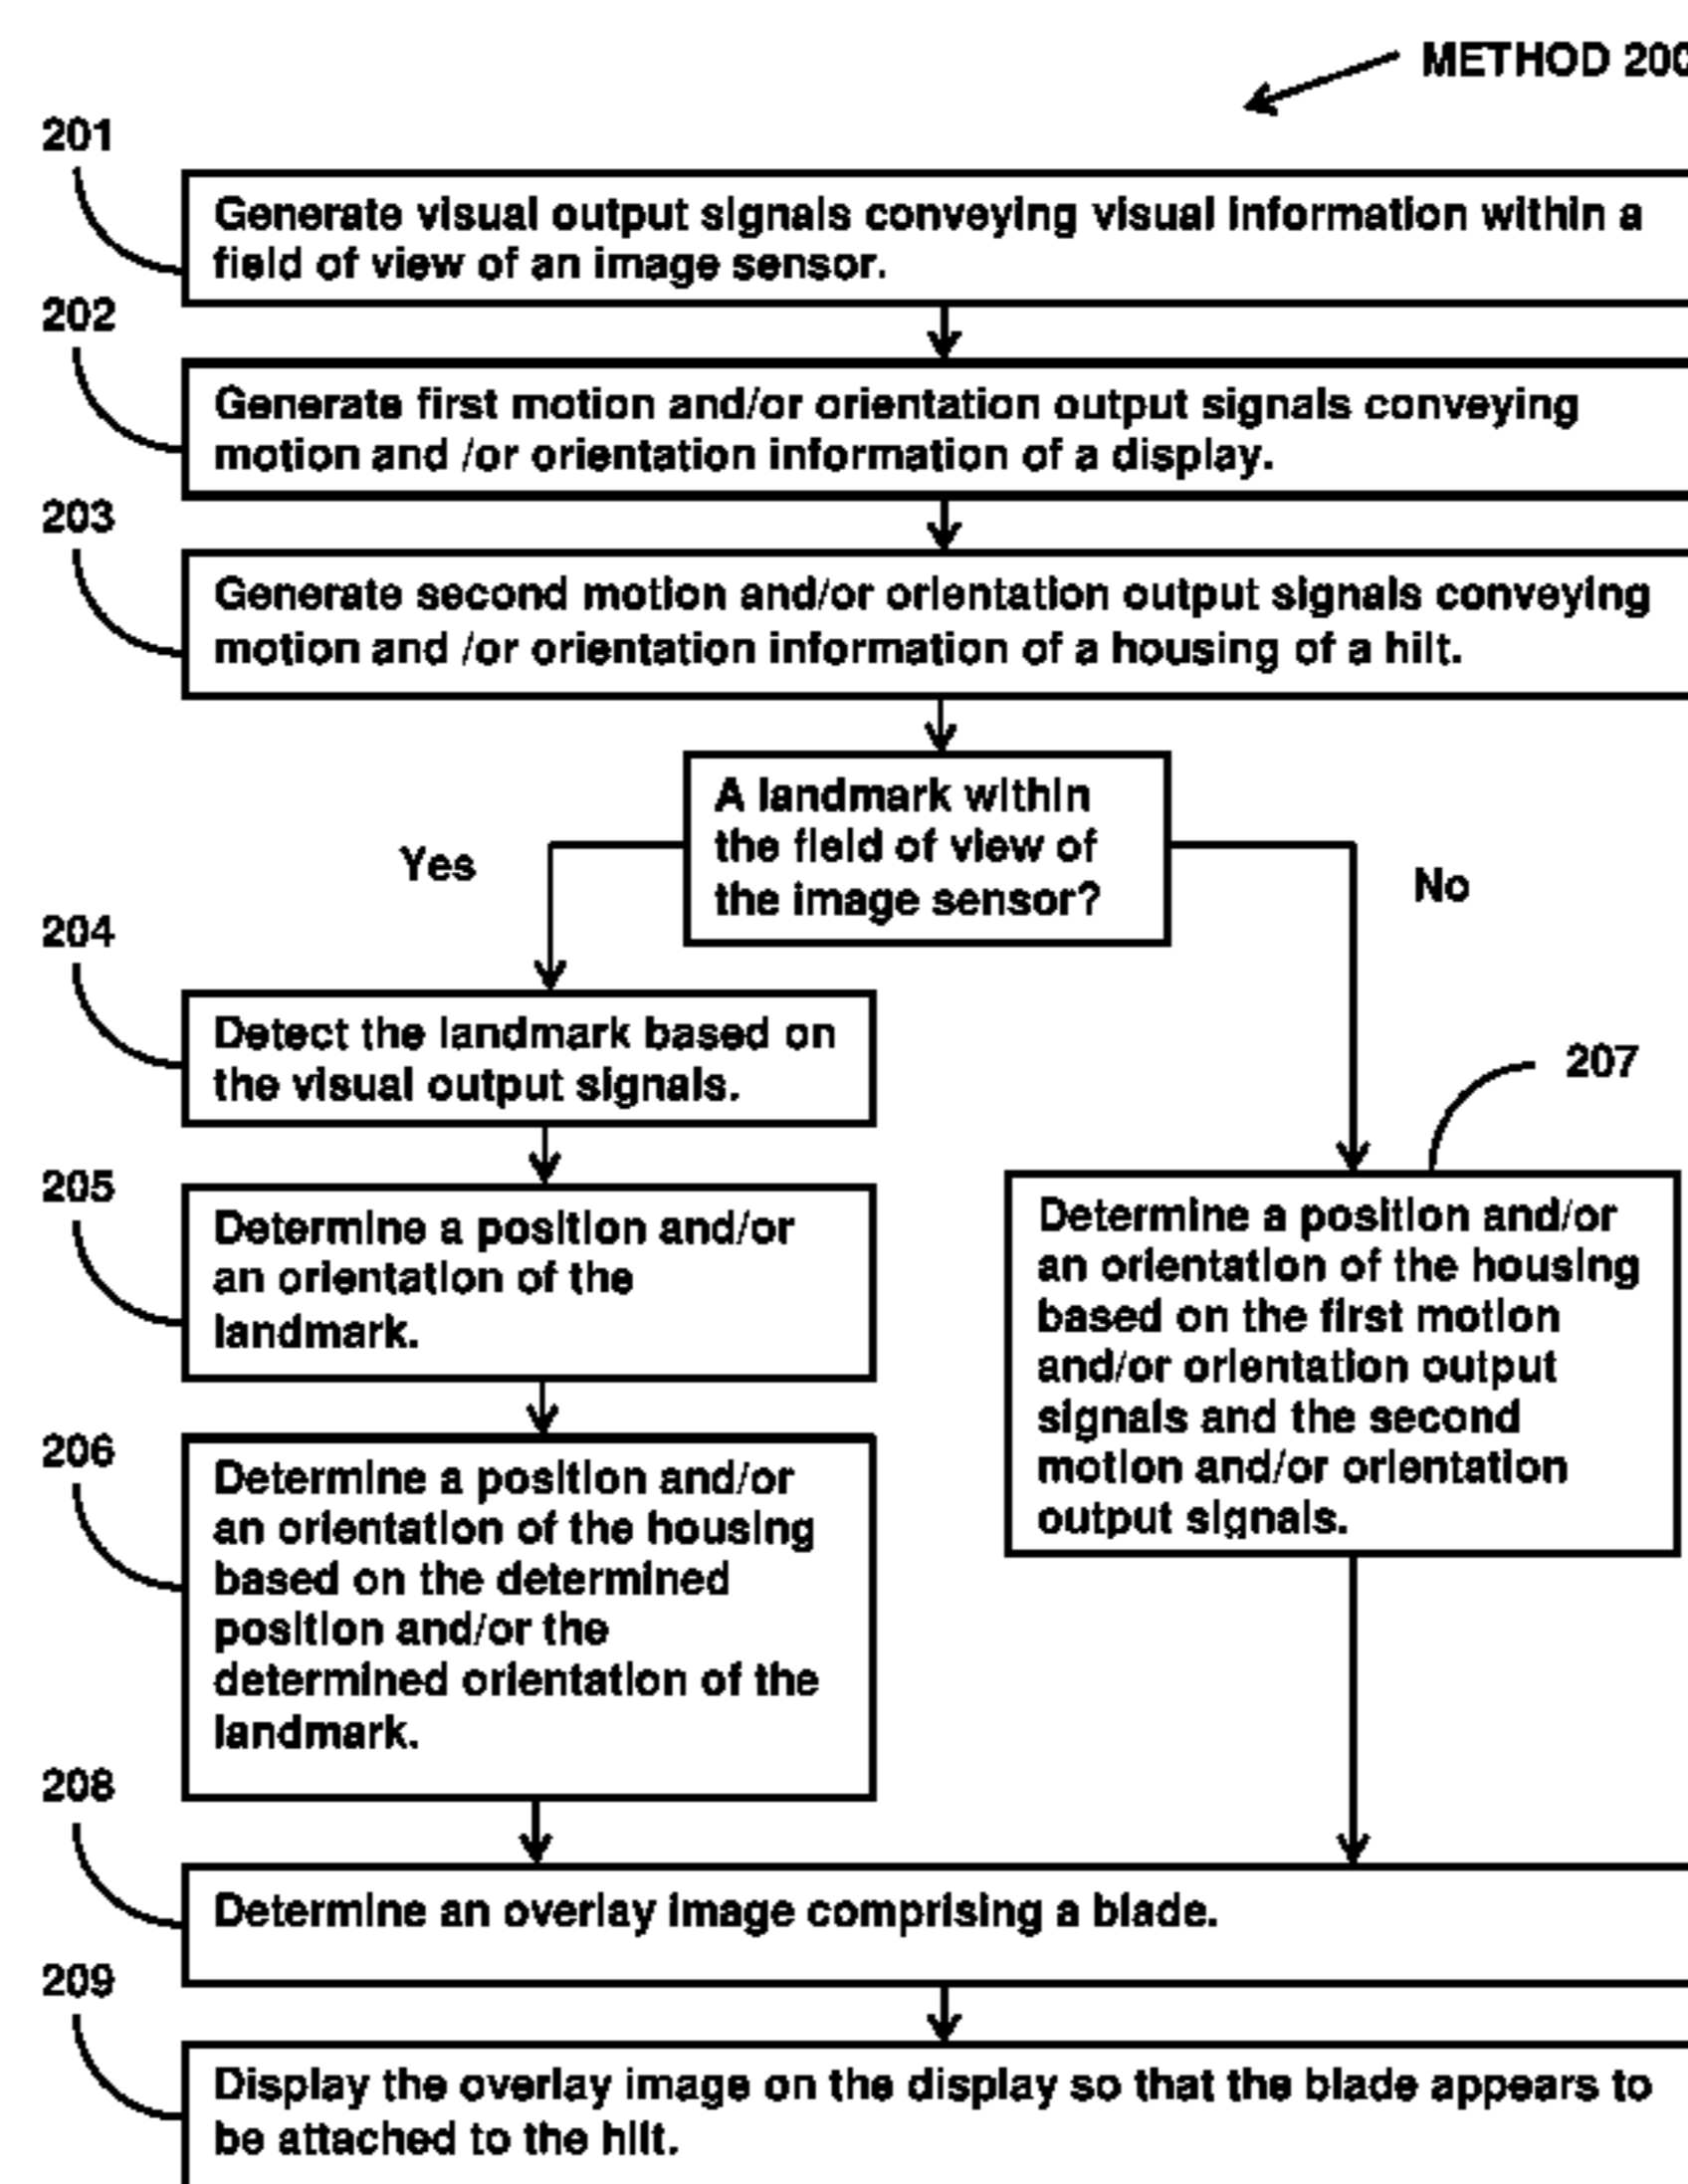 METHOD 200
201
Generate visual output signals conveying visual information within a
field of view of an image sensor.
202
Generate first motion and/or orientation output signals conveying
motion and /or orientation information of a display.
203
Generate second motion and/or orientation output signals conveying
motion and /or orientation information of a housing of a hilt.
A landmark within
the field of view of
the image sensor?
Yes
No
204
Detect the landmark based on
the visual output signals.
205
Determine a position and/or
an orientation of the
landmark.
206
Determine a position and/or
an orientation of the housing
based on the determined
position and/or the
determined orientation of the
landmark.
207
Determine a position and/or
an orientation of the housing
based on the first motion
and/or orientation output
signals and the second
motion and/or orientation
output signals.
208
Determine an overlay image comprising a blade.
209
Display the overlay image on the display so that the blade appears to
be attached to the hilt.